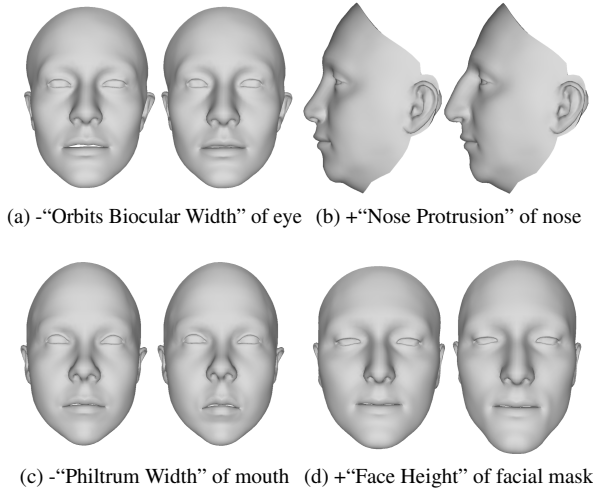 (a) -“Orbits Biocular Width” of eye (b) +“Nose Protrusion” of nose
(c) -“Philtrum Width” of mouth (d) +“Face Height” of facial mask